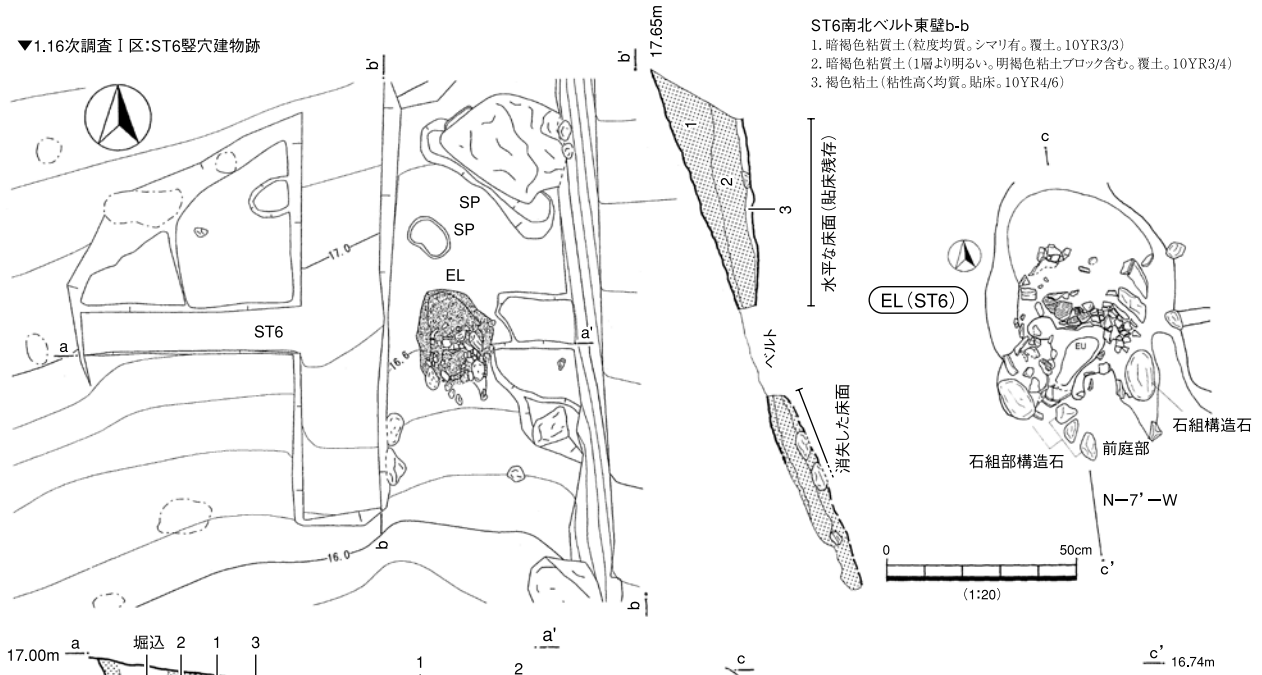 ▼1.16次調査Ⅰ区:ST6竪穴建物跡
b'
17.0
SP
SP
EL
ST6
a
a'
16.6
16.0
b
b'
17.65m
1
2
3
水平な床面(貼床残存)
ベルト
消失した床面
b
ST6南北ベルト東壁b-b
1. 暗褐色粘質土(粒度均質。シマリ有。覆土。10YR3/3)
2. 暗褐色粘質土(1層より明るい。明褐色粘土ブロック含む。覆土。10YR3/4)
3. 褐色粘土(粘性高く均質。貼床。10YR4/6)
c
EL(ST6)
EU
石組構造石
前庭部
石組部構造石
N−7'−W
c'
0 50cm
(1:20)
17.00m a 堀込 2 1 3
a'
1 2
c
c' 16.74m